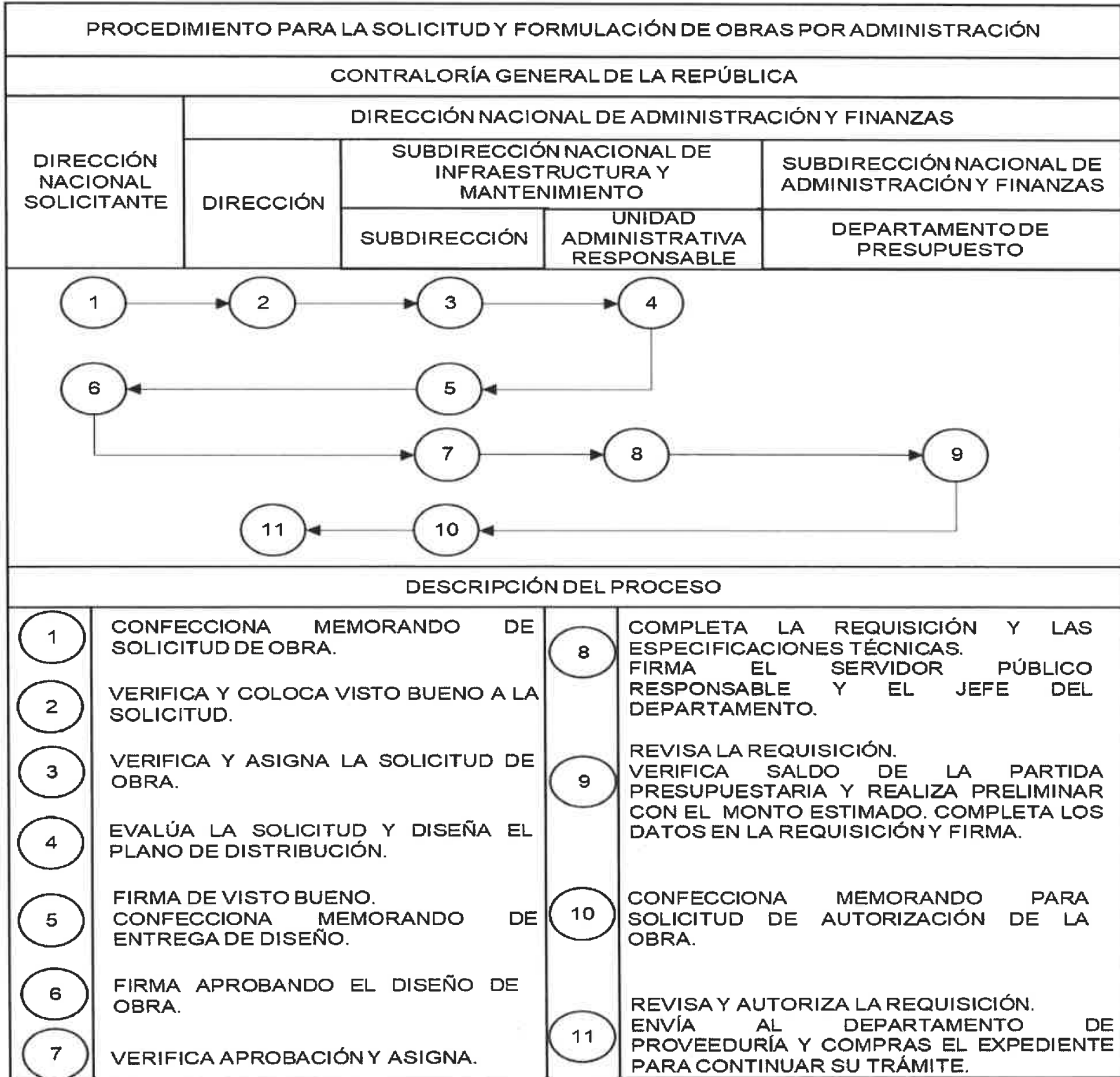 PROCEDIMIENTO PARA LA SOLICITUD Y FORMULACIÓN DE OBRAS POR ADMINISTRACIÓN
CONTRALORÍA GENERAL DE LA REPÚBLICA
DIRECCIÓN
NACIONAL
SOLICITANTE
DIRECCIÓN NACIONAL DE ADMINISTRACIÓN Y FINANZAS
DIRECCIÓN
SUBDIRECCIÓN NACIONAL DE
INFRAESTRUCTURA Y
MANTENIMIENTO
SUBDIRECCIÓN NACIONAL DE
ADMINISTRACIÓN Y FINANZAS
SUBDIRECCIÓN
UNIDAD
ADMINISTRATIVA
RESPONSABLE
DEPARTAMENTO DE
PRESUPUESTO
1 2 3 4
6 5
7 8 9
11 10
DESCRIPCIÓN DEL PROCESO
1
CONFECCIONA MEMORANDO DE
SOLICITUD DE OBRA.
2
VERIFICA Y COLOCA VISTO BUENO A LA
SOLICITUD.
3
VERIFICA Y ASIGNA LA SOLICITUD DE
OBRA.
4
EVALÚA LA SOLICITUD Y DISEÑA EL
PLANO DE DISTRIBUCIÓN.
5
FIRMA DE VISTO BUENO.
CONFECCIONA MEMORANDO DE
ENTREGA DE DISEÑO.
6
FIRMA APROBANDO EL DISEÑO DE
OBRA.
7
VERIFICA APROBACIÓN Y ASIGNA.
8
COMPLETA LA REQUISICIÓN Y LAS
ESPECIFICACIONES TÉCNICAS.
FIRMA EL SERVIDOR PÚBLICO
RESPONSABLE Y EL JEFE DEL
DEPARTAMENTO.
9
REVISA LA REQUISICIÓN.
VERIFICA SALDO DE LA PARTIDA
PRESUPUESTARIA Y REALIZA PRELIMINAR
CON EL MONTO ESTIMADO. COMPLETA LOS
DATOS EN LA REQUISICIÓN Y FIRMA.
10
CONFECCIONA MEMORANDO PARA
SOLICITUD DE AUTORIZACIÓN DE LA
OBRA.
11
REVISA Y AUTORIZA LA REQUISICIÓN.
ENVÍA AL DEPARTAMENTO DE
PROVEEDURÍA Y COMPRAS EL EXPEDIENTE
PARA CONTINUAR SU TRÁMITE.